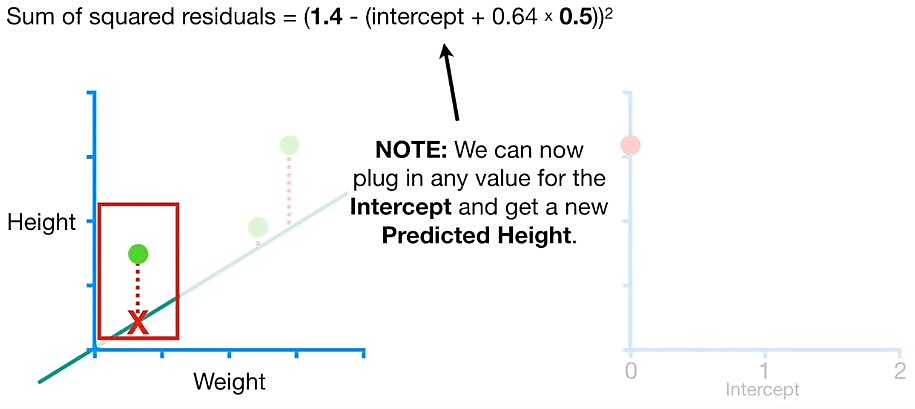 Sum of squared residuals = (1.4 - (intercept + 0.64 × 0.5))²
NOTE: We can now
plug in any value for the
Intercept and get a new
Predicted Height.
Height
X
Weight
0 1 2
Intercept